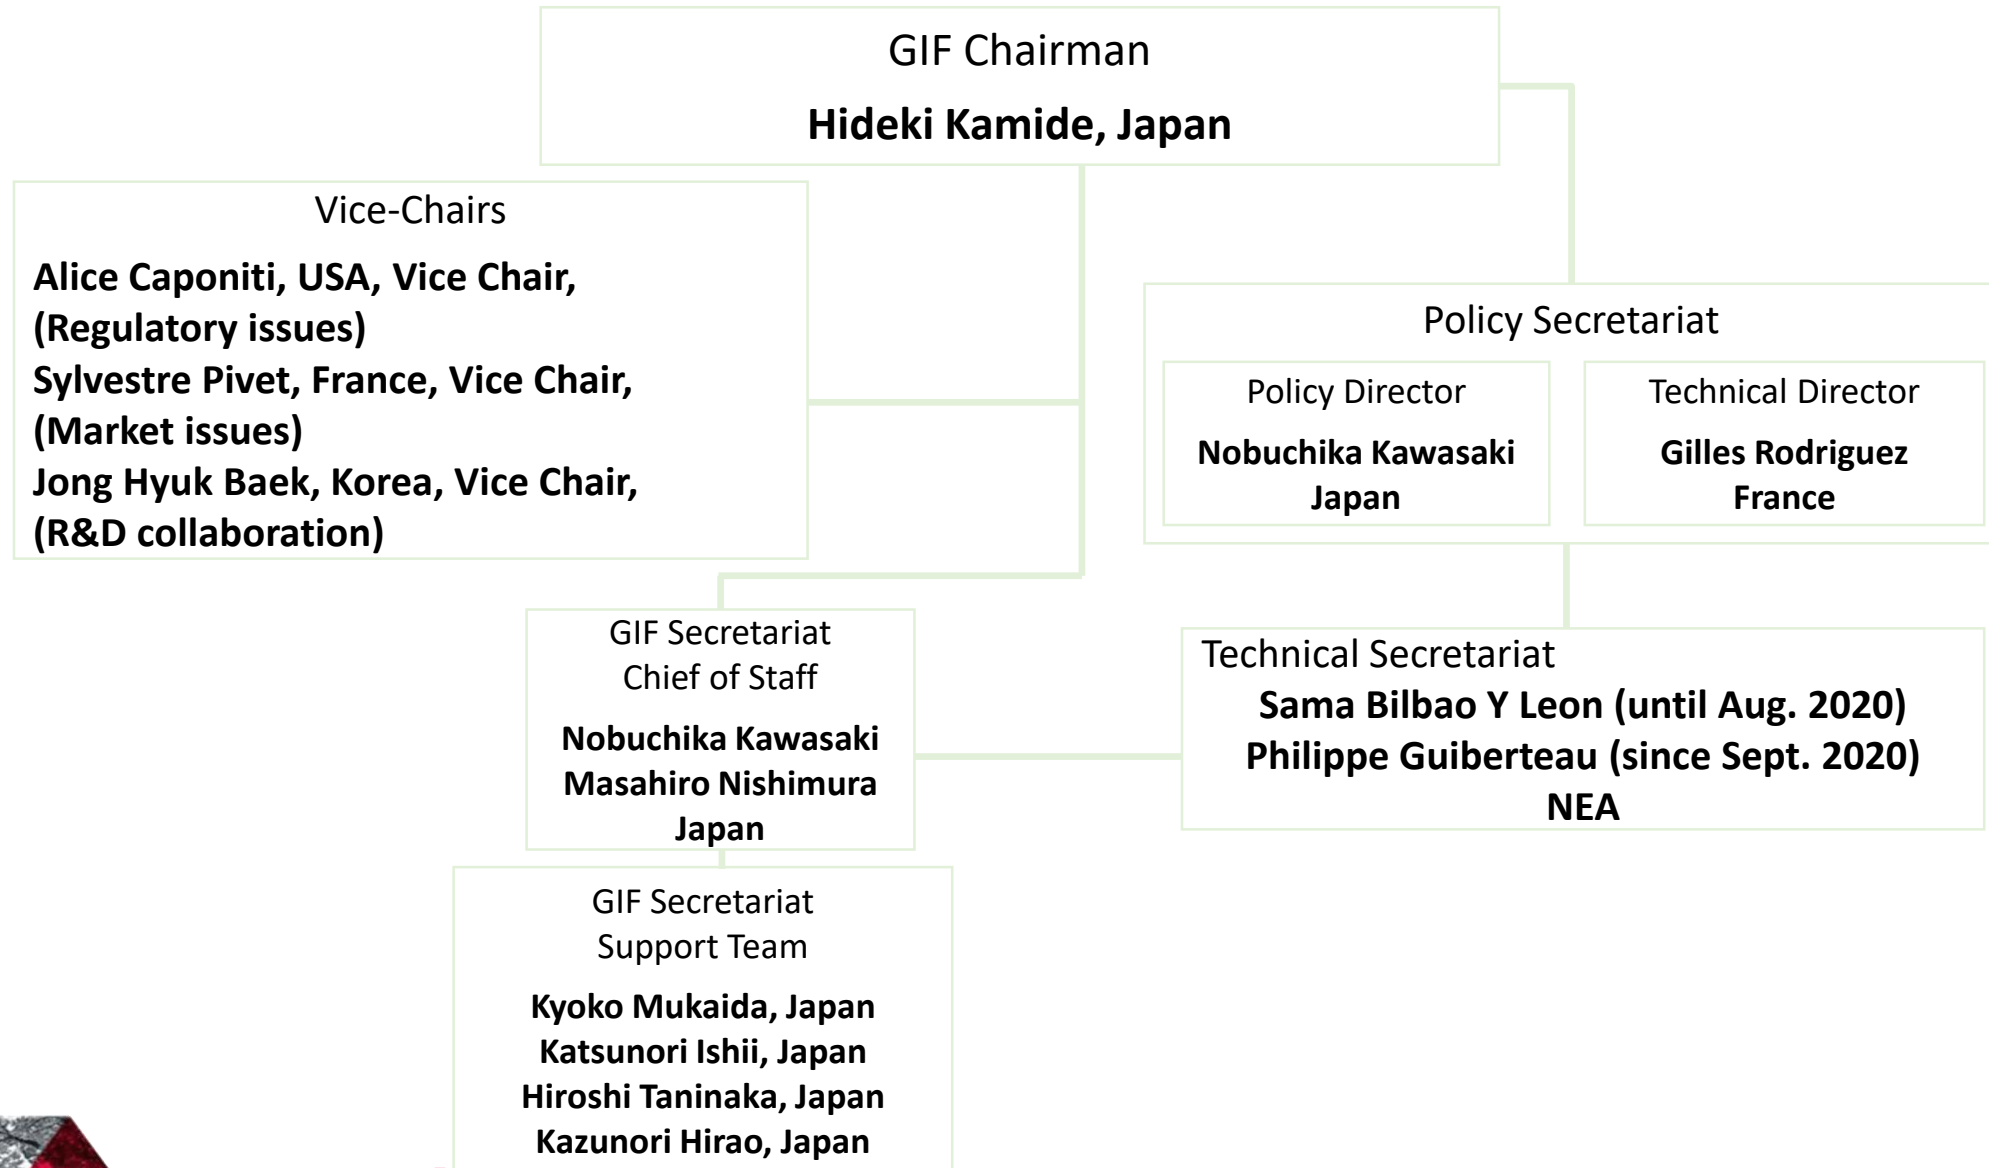 GIF Chairman
Hideki Kamide, Japan
Vice-Chairs
Alice Caponiti, USA, Vice Chair,
(Regulatory issues)
Sylvestre Pivet, France, Vice Chair,
(Market issues)
Jong Hyuk Baek, Korea, Vice Chair,
(R&D collaboration)
Policy Secretariat
Policy Director
Nobuchika Kawasaki
Japan
Technical Director
Gilles Rodriguez
France
GIF Secretariat
Chief of Staff
Nobuchika Kawasaki
Masahiro Nishimura
Japan
Technical Secretariat
Sama Bilbao Y Leon (until Aug. 2020)
Philippe Guiberteau (since Sept. 2020)
NEA
GIF Secretariat
Support Team
Kyoko Mukaida, Japan
Katsunori Ishii, Japan
Hiroshi Taninaka, Japan
Kazunori Hirao, Japan